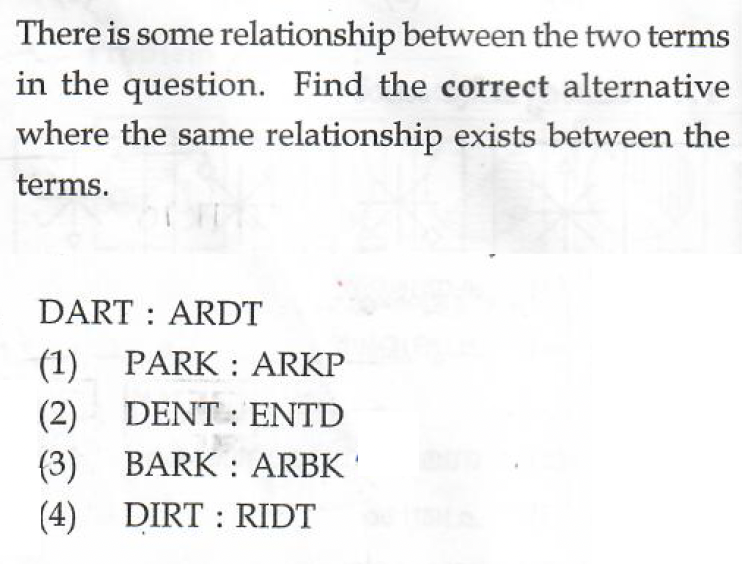 There is some relationship between the two terms
in the question. Find the correct alternative
where the same relationship exists between the
terms.
DART : ARDT
(1) PARK : ARKP
(2) DENT : ENTD
(3) BARK : ARBK
(4) DIRT : RIDT